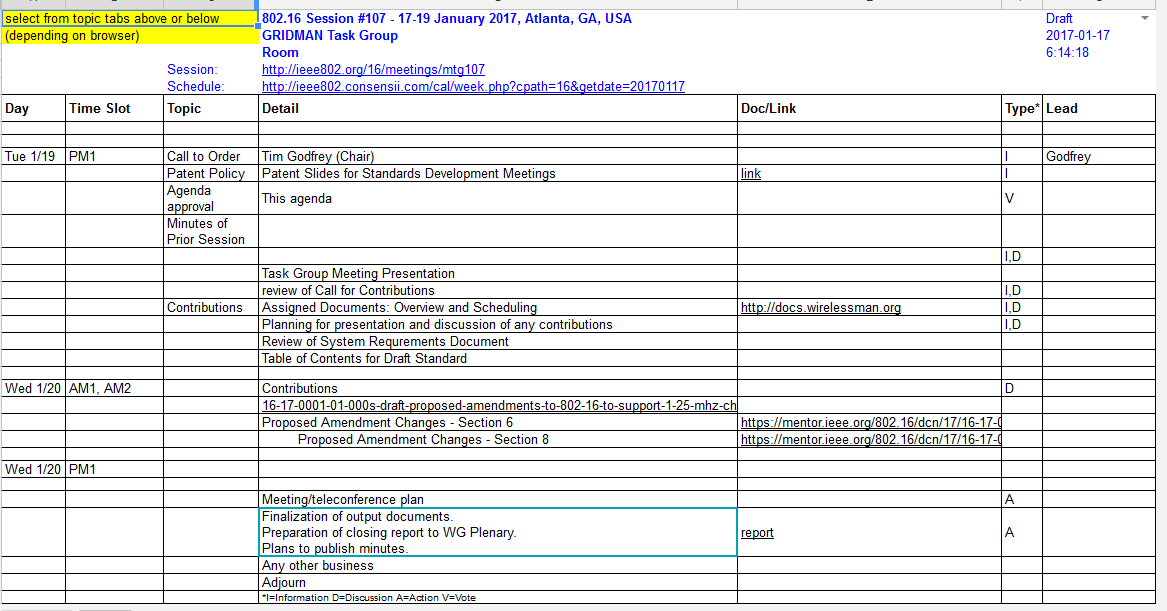 select from topic tabs above or below 802.16 Session #107 - 17-19 January 2017, Atlanta, GA, USA Draft
(depending on browser) GRIDMAN Task Group 2017-01-17
Room 6:14:18
Session: http://ieee802.org/16/meetings/mtg107
Schedule: http://ieee802.consensii.com/cal/week.php?cpath=16&getdate=20170117
Day Time Slot Topic Detail Doc/Link Type* Lead
Tue 1/19 PM1 Call to Order Tim Godfrey (Chair) I Godfrey
Patent Policy Patent Slides for Standards Development Meetings link I
Agenda
approval This agenda V
Minutes of
Prior Session
I,D
Task Group Meeting Presentation
review of Call for Contributions I,D
Contributions Assigned Documents: Overview and Scheduling http://docs.wirelessman.org I,D
Planning for presentation and discussion of any contributions I,D
Review of System Requrements Document
Table of Contents for Draft Standard
Wed 1/20 AM1, AM2 Contributions D
16-17-0001-01-000s-draft-proposed-amendments-to-802-16-to-support-1-25-mhz-ch
Proposed Amendment Changes - Section 6 https://mentor.ieee.org/802.16/dcn/17/16-17-0
Proposed Amendment Changes - Section 8 https://mentor.ieee.org/802.16/dcn/17/16-17-0
Wed 1/20 PM1
Meeting/teleconference plan A
Finalization of output documents.
Preparation of closing report to WG Plenary. report A
Plans to publish minutes.
Any other business
Adjourn
*I=Information D=Discussion A=Action V=Vote